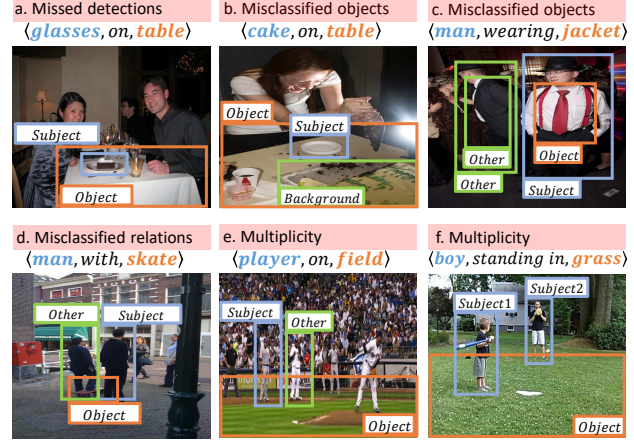 a. Missed detections
⟨glasses, on, table⟩
Subject
Object
b. Misclassified objects
⟨cake, on, table⟩
Object
Subject
Background
c. Misclassified objects
⟨man, wearing, jacket⟩
Other
Other
Object
Subject
d. Misclassified relations
⟨man, with, skate⟩
Other
Subject
Object
e. Multiplicity
⟨player, on, field⟩
Subject
Other
Object
f. Multiplicity
⟨boy, standing in, grass⟩
Subject1
Subject2
Object